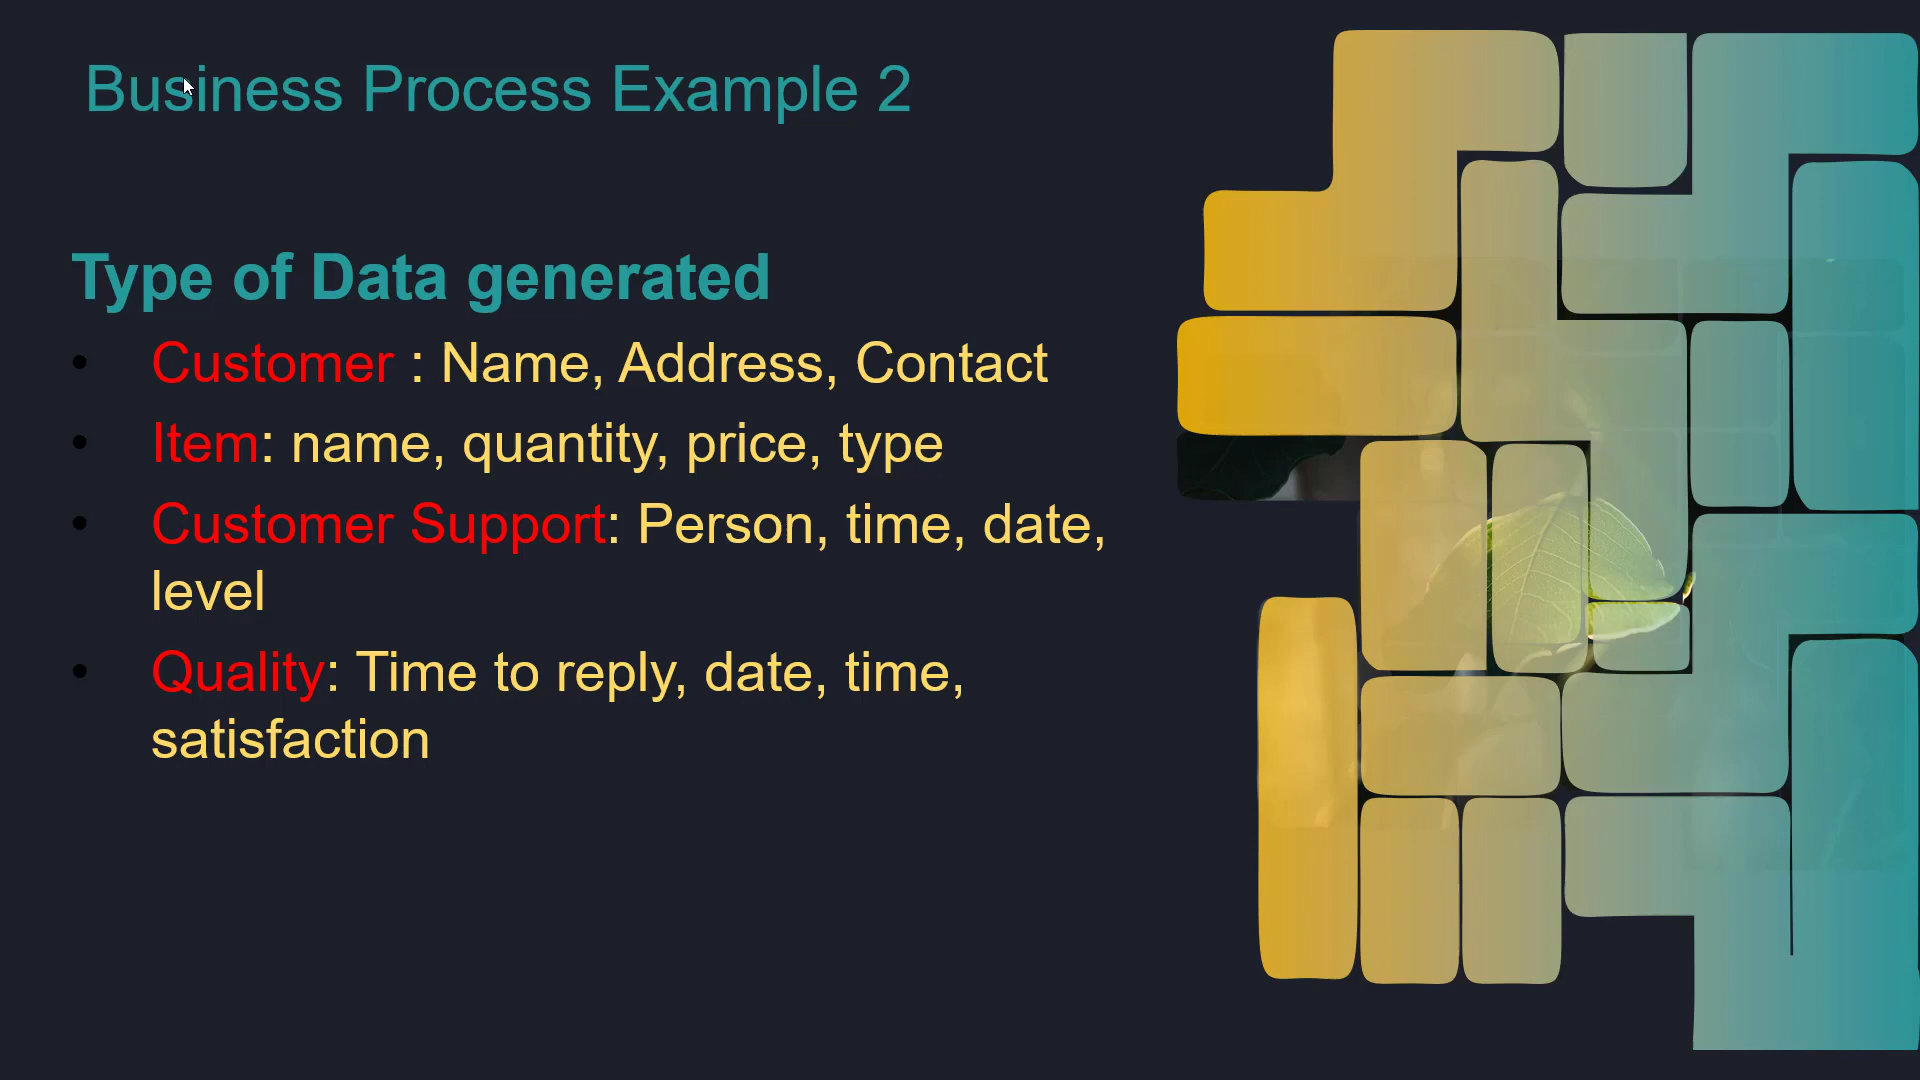 Business Process Example 2
Type of Data generated
• Customer : Name, Address, Contact
• Item: name, quantity, price, type
• Customer Support: Person, time, date,
level
• Quality: Time to reply, date, time,
satisfaction